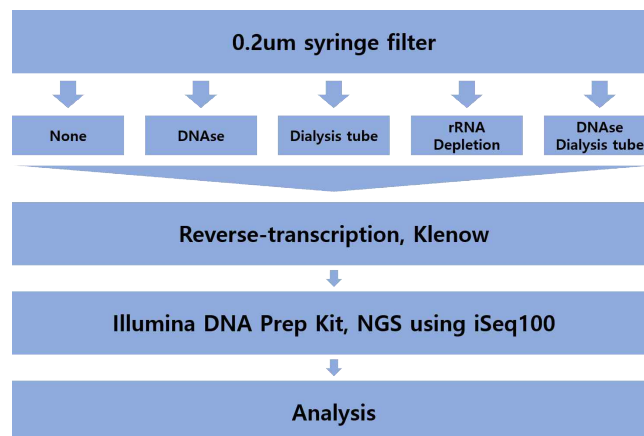 0.2um syringe filter
None
DNAse
Dialysis tube
rRNA
Depletion
DNAse
Dialysis tube
Reverse-transcription, Klenow
Illumina DNA Prep Kit, NGS using iSeq100
Analysis